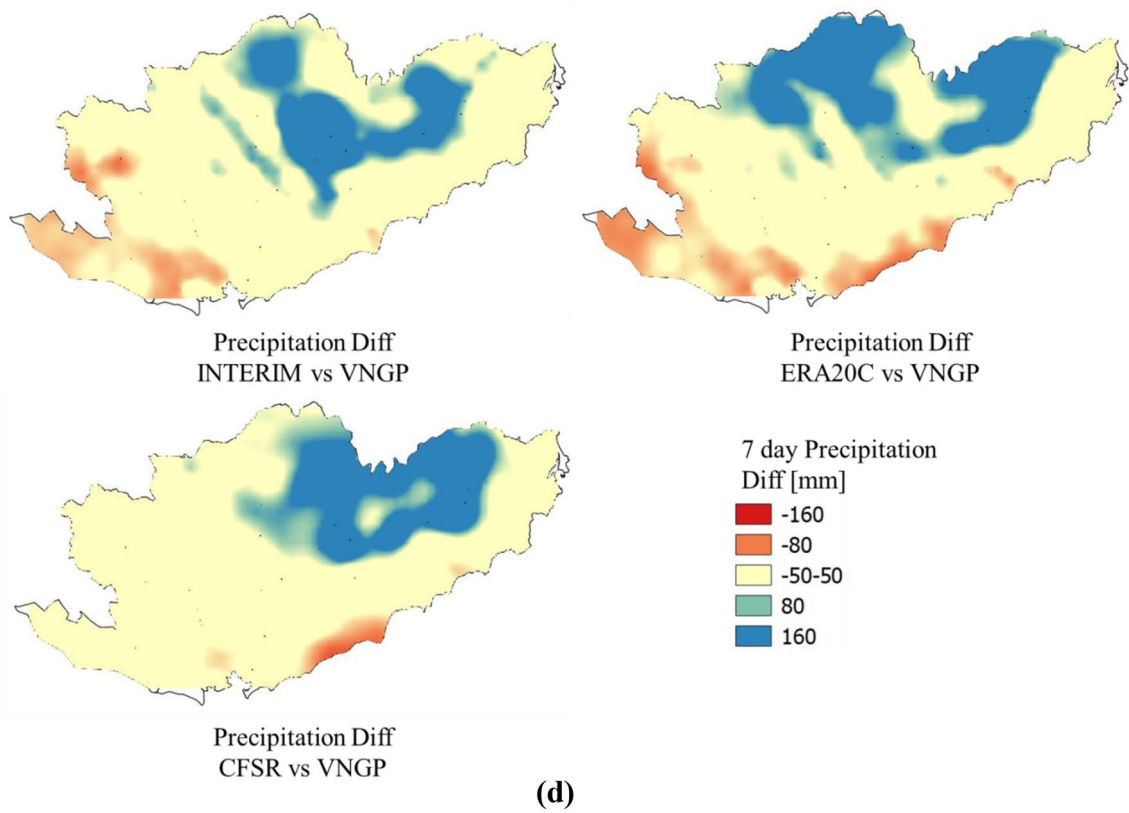 Precipitation Diff
INTERIM vs VNGP
Precipitation Diff
ERA20C vs VNGP
7 day Precipitation
Diff [mm]
-160
-80
-50-50
80
160
Precipitation Diff
CFSR vs VNGP
(d)